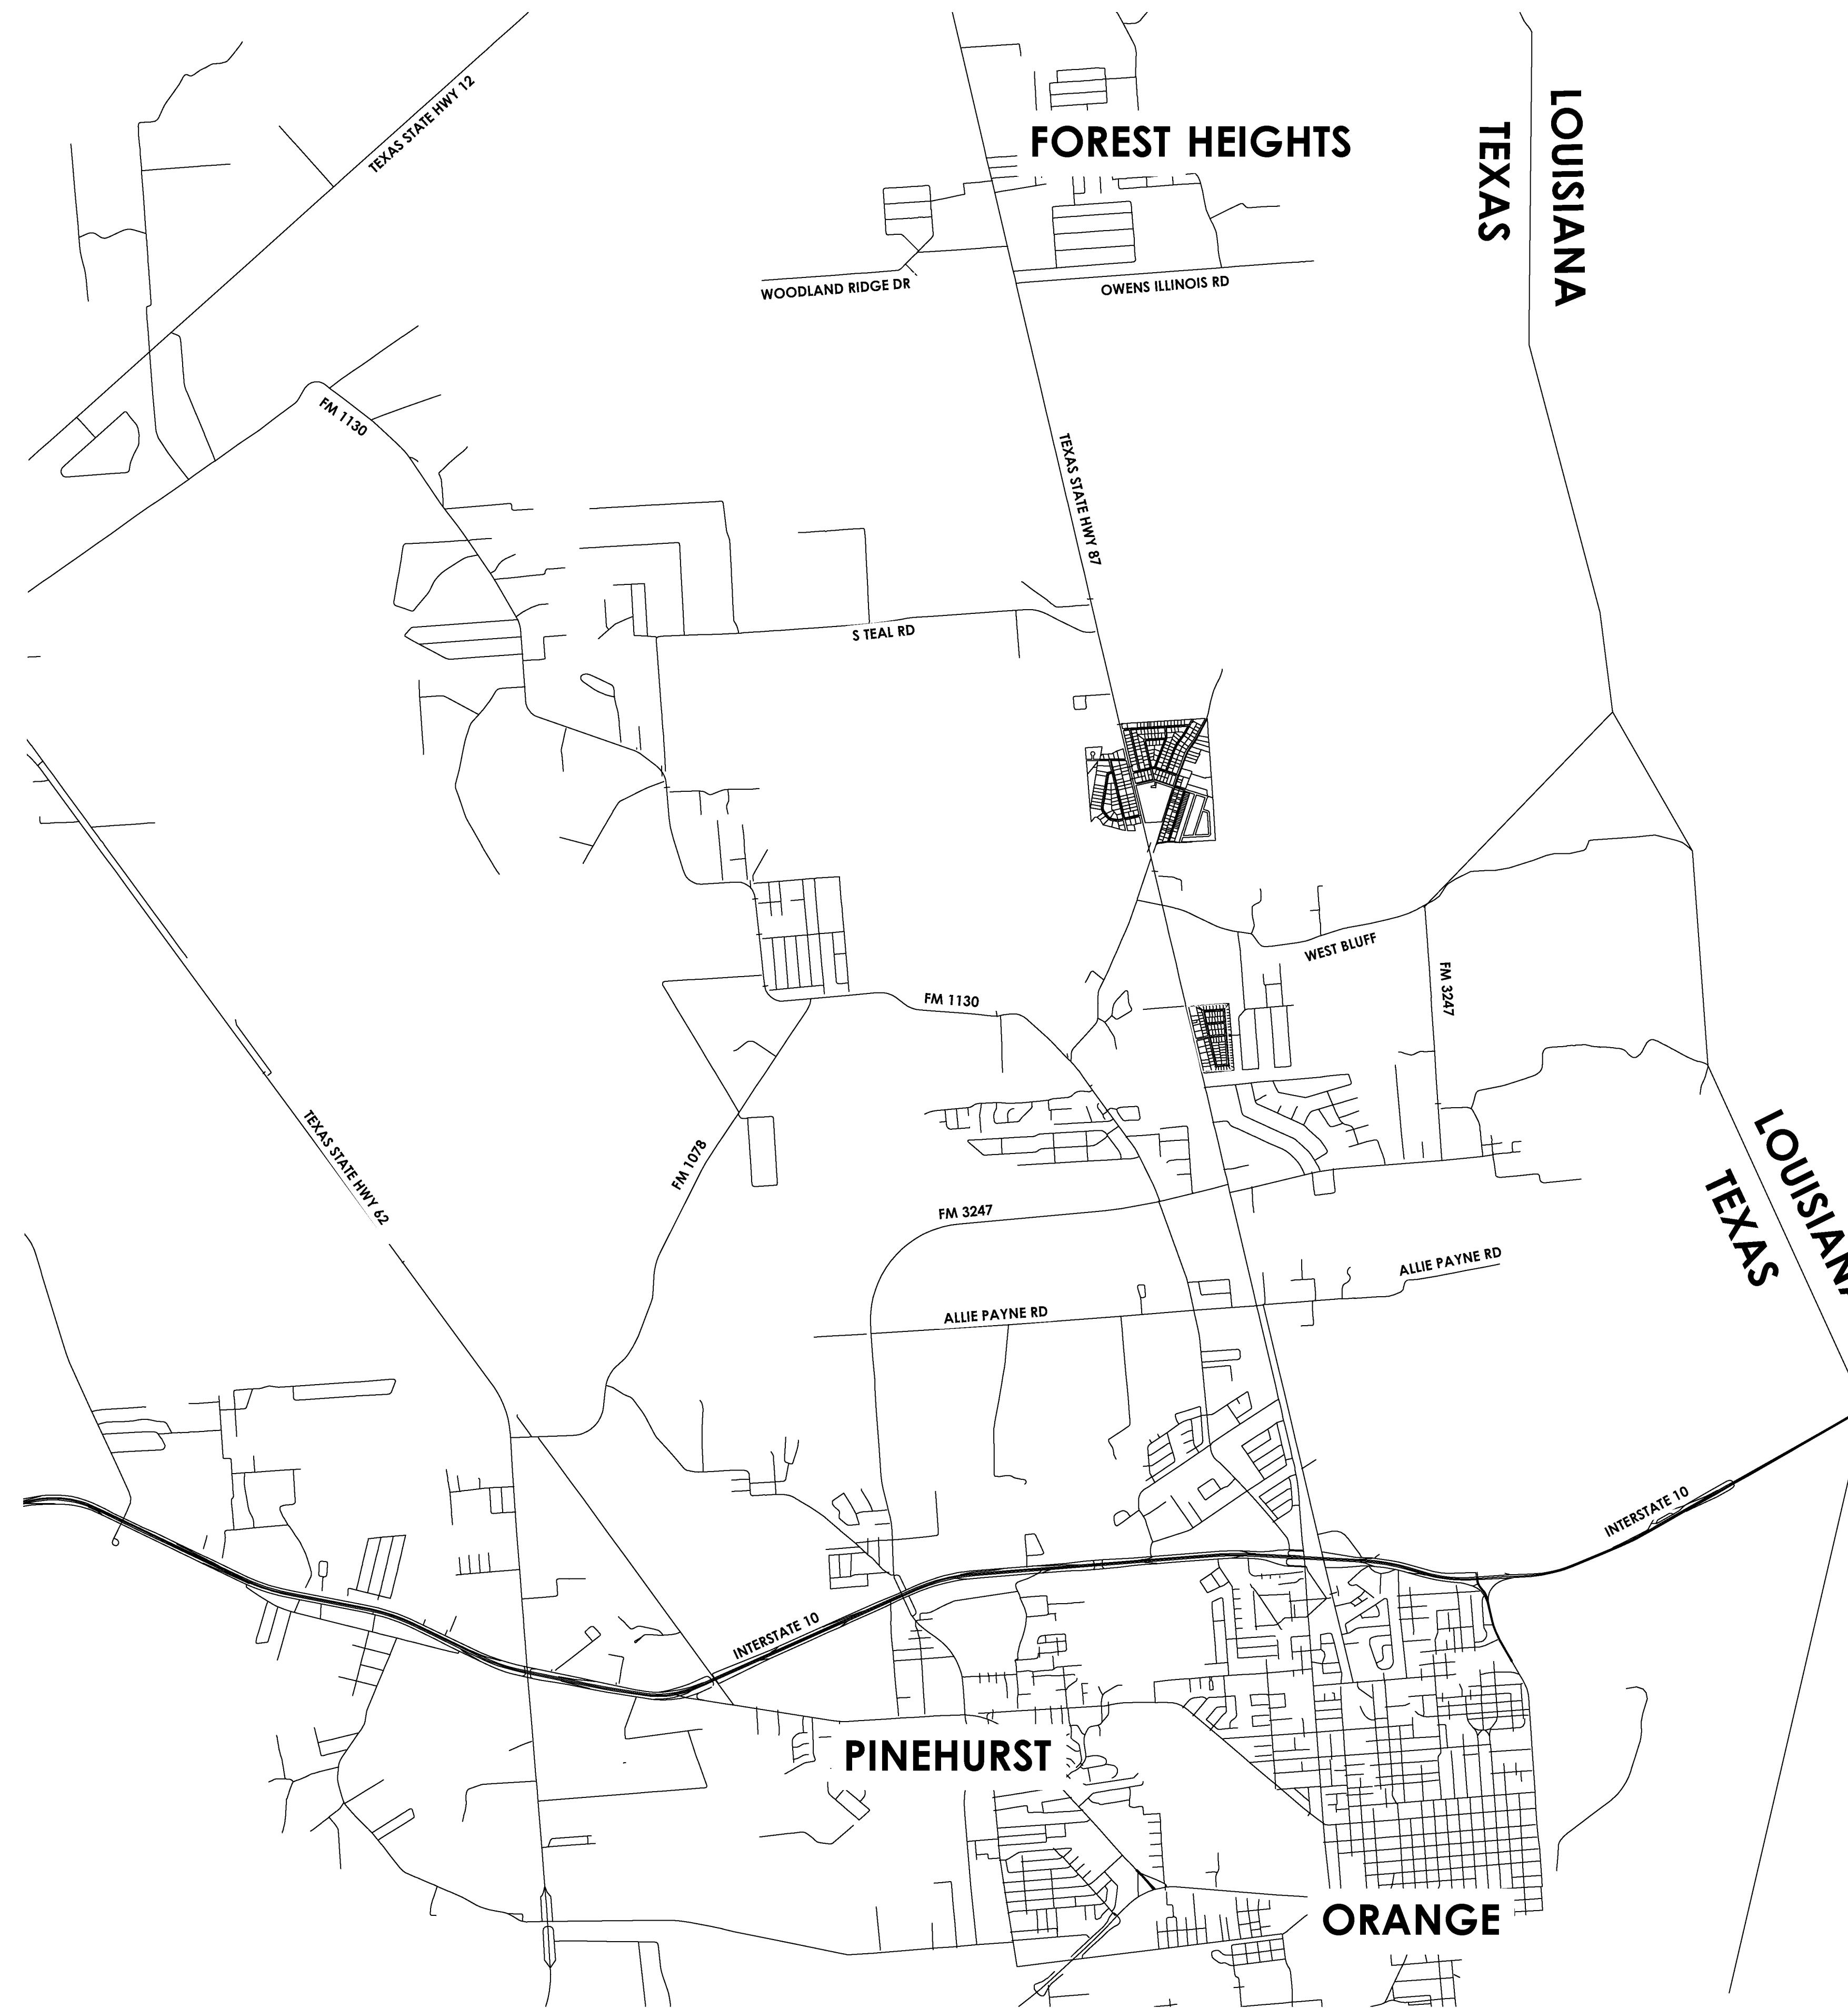 TEXAS STATE HWY 12
FOREST HEIGHTS
LOUISIANA
TEXAS
WOODLAND RIDGE DR
OWENS ILLINOIS RD
FM 1130
TEXAS STATE HWY 87
S TEAL RD
WEST BLUFF
FM 3247
FM 1130
TEXAS STATE HWY 62
FM 1078
LOUISIANA
TEXAS
FM 3247
ALLIE PAYNE RD
ALLIE PAYNE RD
INTERSTATE 10
INTERSTATE 10
PINEHURST
ORANGE